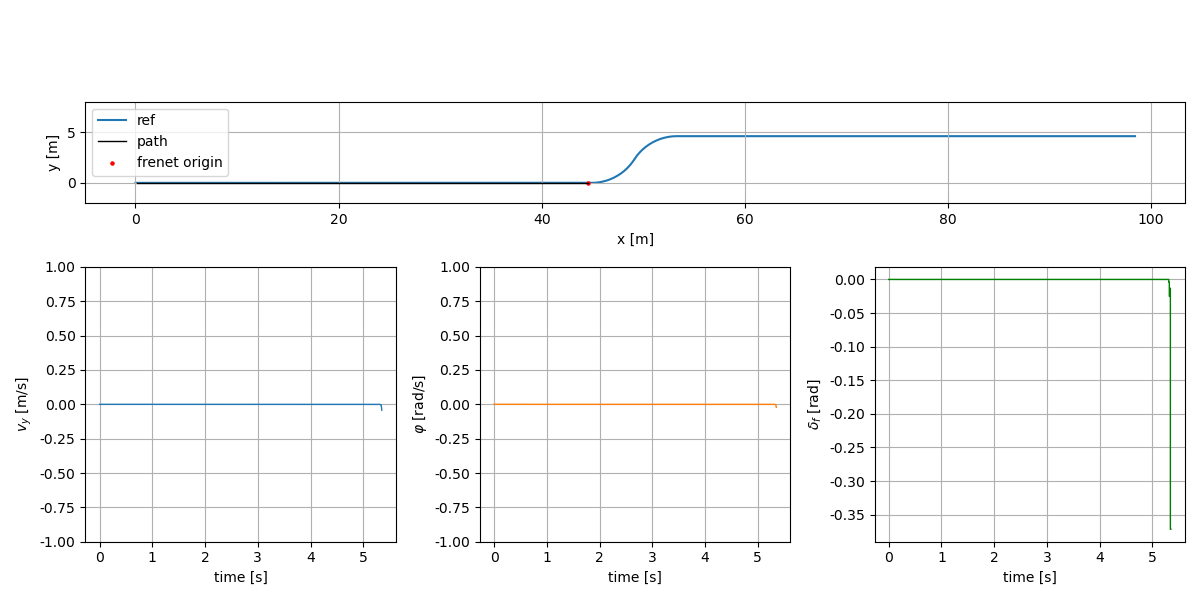 y [m]
5
0
ref
path
frenet origin
0 20 40 60 80 100
x [m]
v_y [m/s]
1.00
0.75
0.50
0.25
0.00
-0.25
-0.50
-0.75
-1.00
0 1 2 3 4 5
time [s]
φ [rad/s]
1.00
0.75
0.50
0.25
0.00
-0.25
-0.50
-0.75
-1.00
0 1 2 3 4 5
time [s]
δ_f [rad]
0.00
-0.05
-0.10
-0.15
-0.20
-0.25
-0.30
-0.35
0 1 2 3 4 5
time [s]